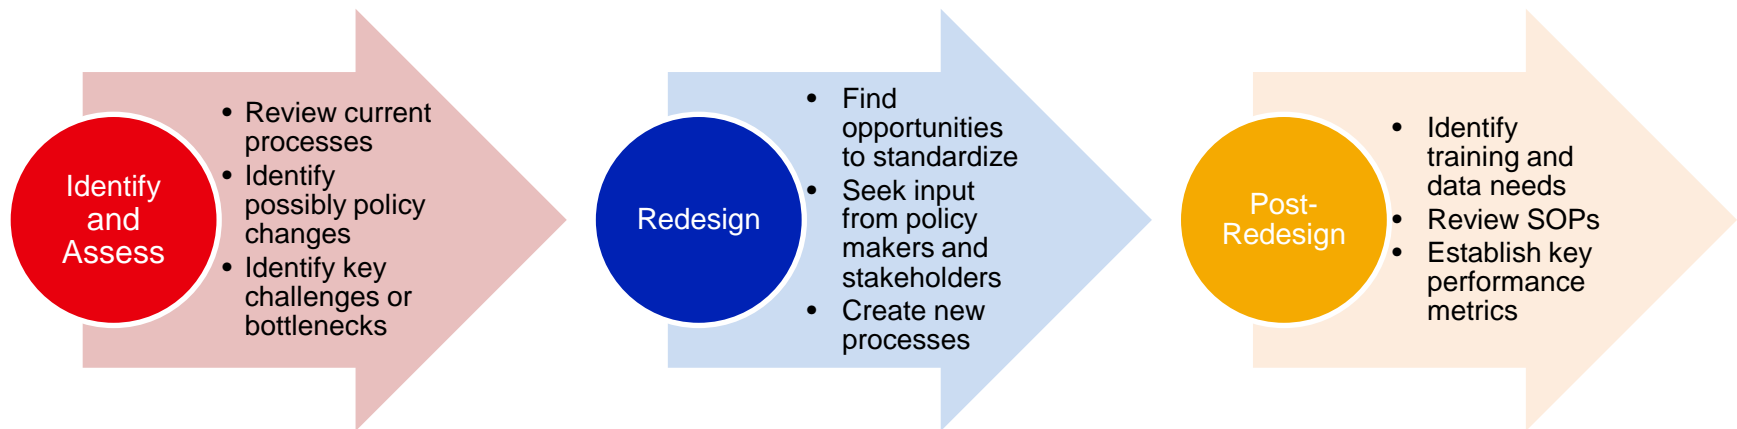 Identify
and
Assess
• Review current
processes
• Identify
possibly policy
changes
• Identify key
challenges or
bottlenecks
Redesign
• Find
opportunities
to standardize
• Seek input
from policy
makers and
stakeholders
• Create new
processes
Post-
Redesign
• Identify
training and
data needs
• Review SOPs
• Establish key
performance
metrics